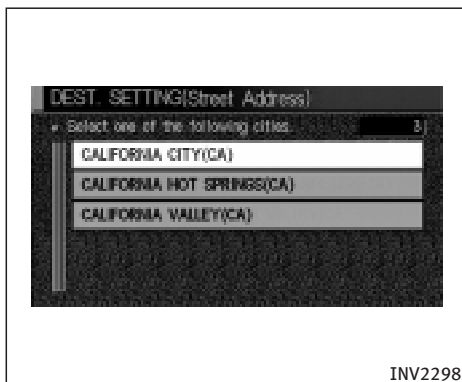 DEST. SETTING(Street Address)
Select one of the following cities. 3
CALIFORNIA CITY(CA)
CALIFORNIA HOT SPRINGS(CA)
CALIFORNIA VALLEY(CA)
INV2298